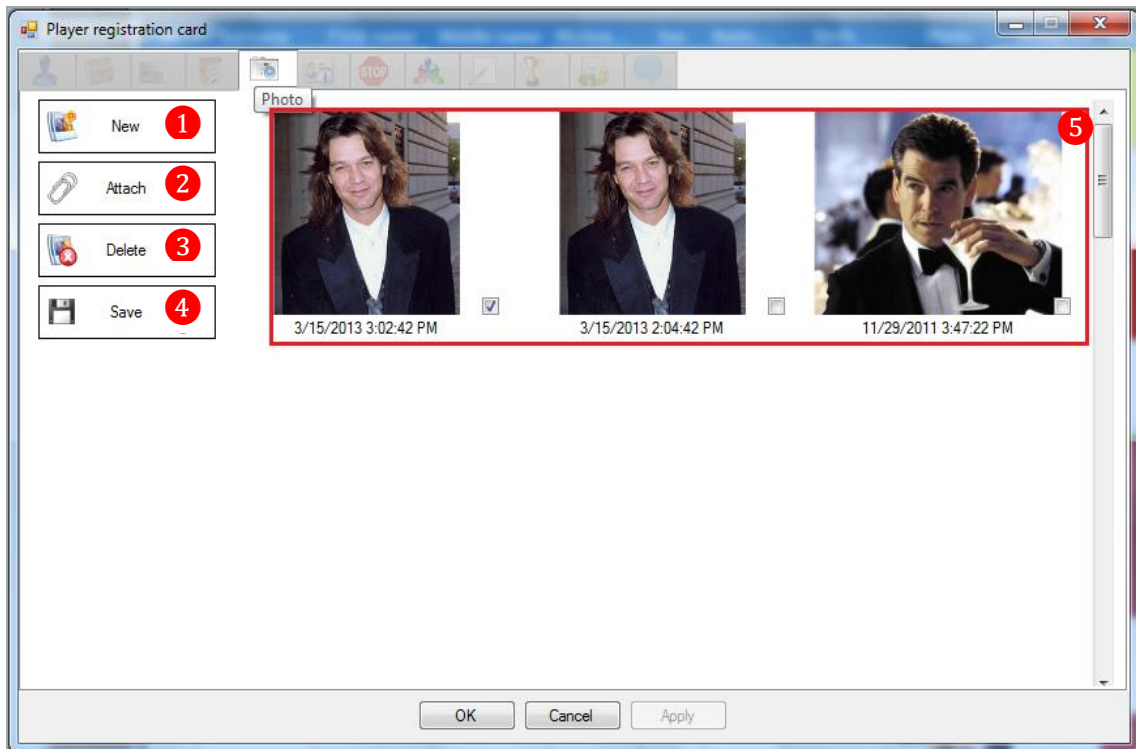 Player registration card
STOP
Photo
New 1
Attach 2
Delete 3
Save 4
5
3/15/2013 3:02:42 PM
3/15/2013 2:04:42 PM
11/29/2011 3:47:22 PM
OK
Cancel
Apply